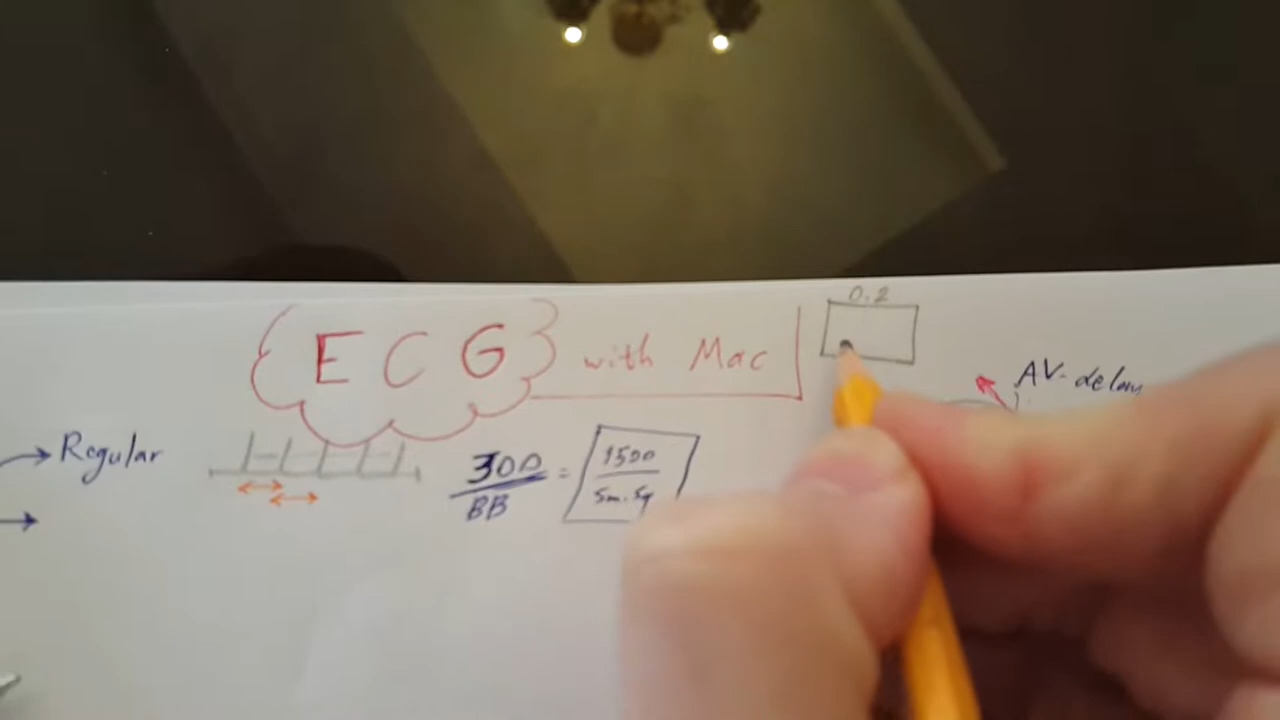 0.2
ECG with Mac
AV-delay
Regular
300 = 1500
BB Sm. Sq